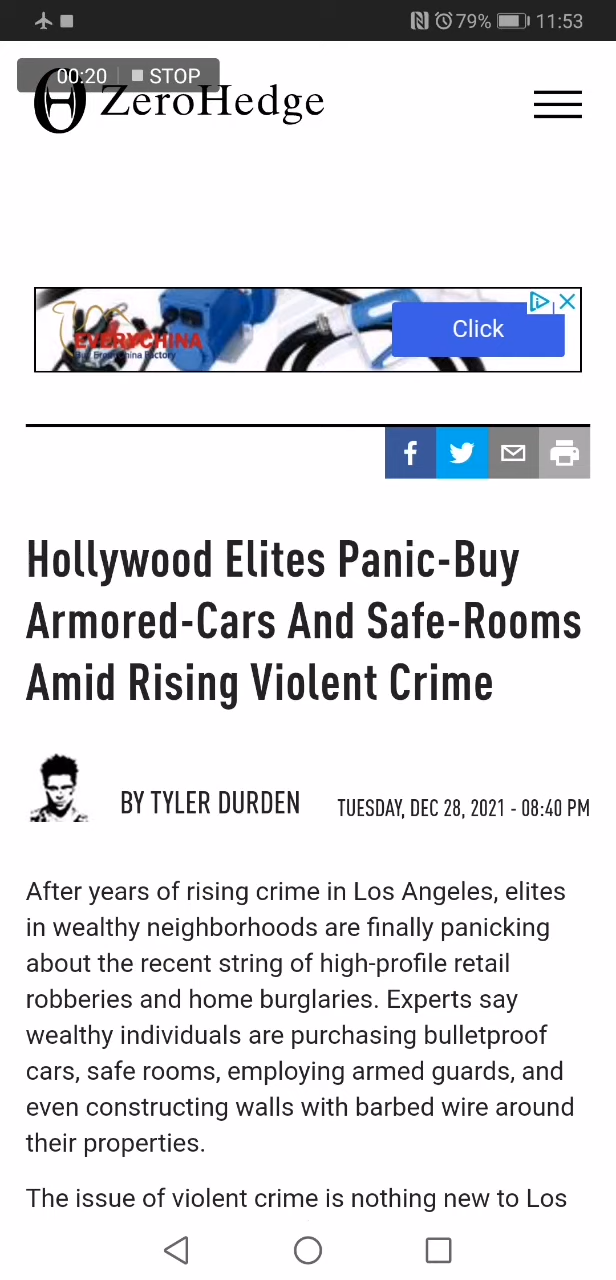 79% 11:53
00:20 STOP
ZeroHedge
EVERYCHINA
Buy From China Factory
Click
Hollywood Elites Panic-Buy
Armored-Cars And Safe-Rooms
Amid Rising Violent Crime
BY TYLER DURDEN TUESDAY, DEC 28, 2021 - 08:40 PM
After years of rising crime in Los Angeles, elites
in wealthy neighborhoods are finally panicking
about the recent string of high-profile retail
robberies and home burglaries. Experts say
wealthy individuals are purchasing bulletproof
cars, safe rooms, employing armed guards, and
even constructing walls with barbed wire around
their properties.
The issue of violent crime is nothing new to Los